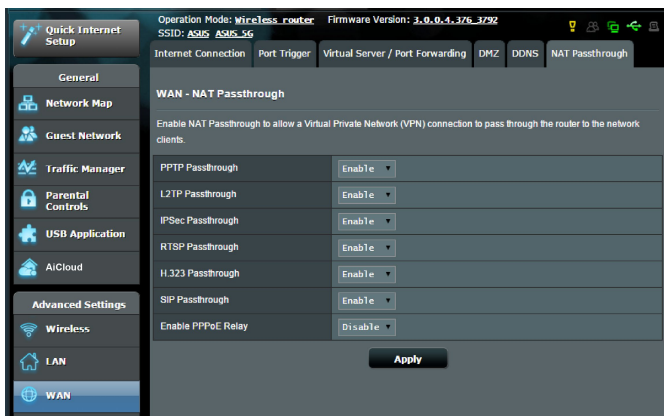 Quick Internet
Setup
Operation Mode: Wireless router Firmware Version: 3.0.0.4.376_3792
SSID: ASUS ASUS_5G
Internet Connection Port Trigger Virtual Server / Port Forwarding DMZ DDNS NAT Passthrough
General
Network Map
Guest Network
Traffic Manager
Parental
Controls
USB Application
AiCloud
Advanced Settings
Wireless
LAN
WAN
WAN - NAT Passthrough
Enable NAT Passthrough to allow a Virtual Private Network (VPN) connection to pass through the router to the network
clients.
PPTP Passthrough Enable
L2TP Passthrough Enable
IPSec Passthrough Enable
RTSP Passthrough Enable
H.323 Passthrough Enable
SIP Passthrough Enable
Enable PPPoE Relay Disable
Apply